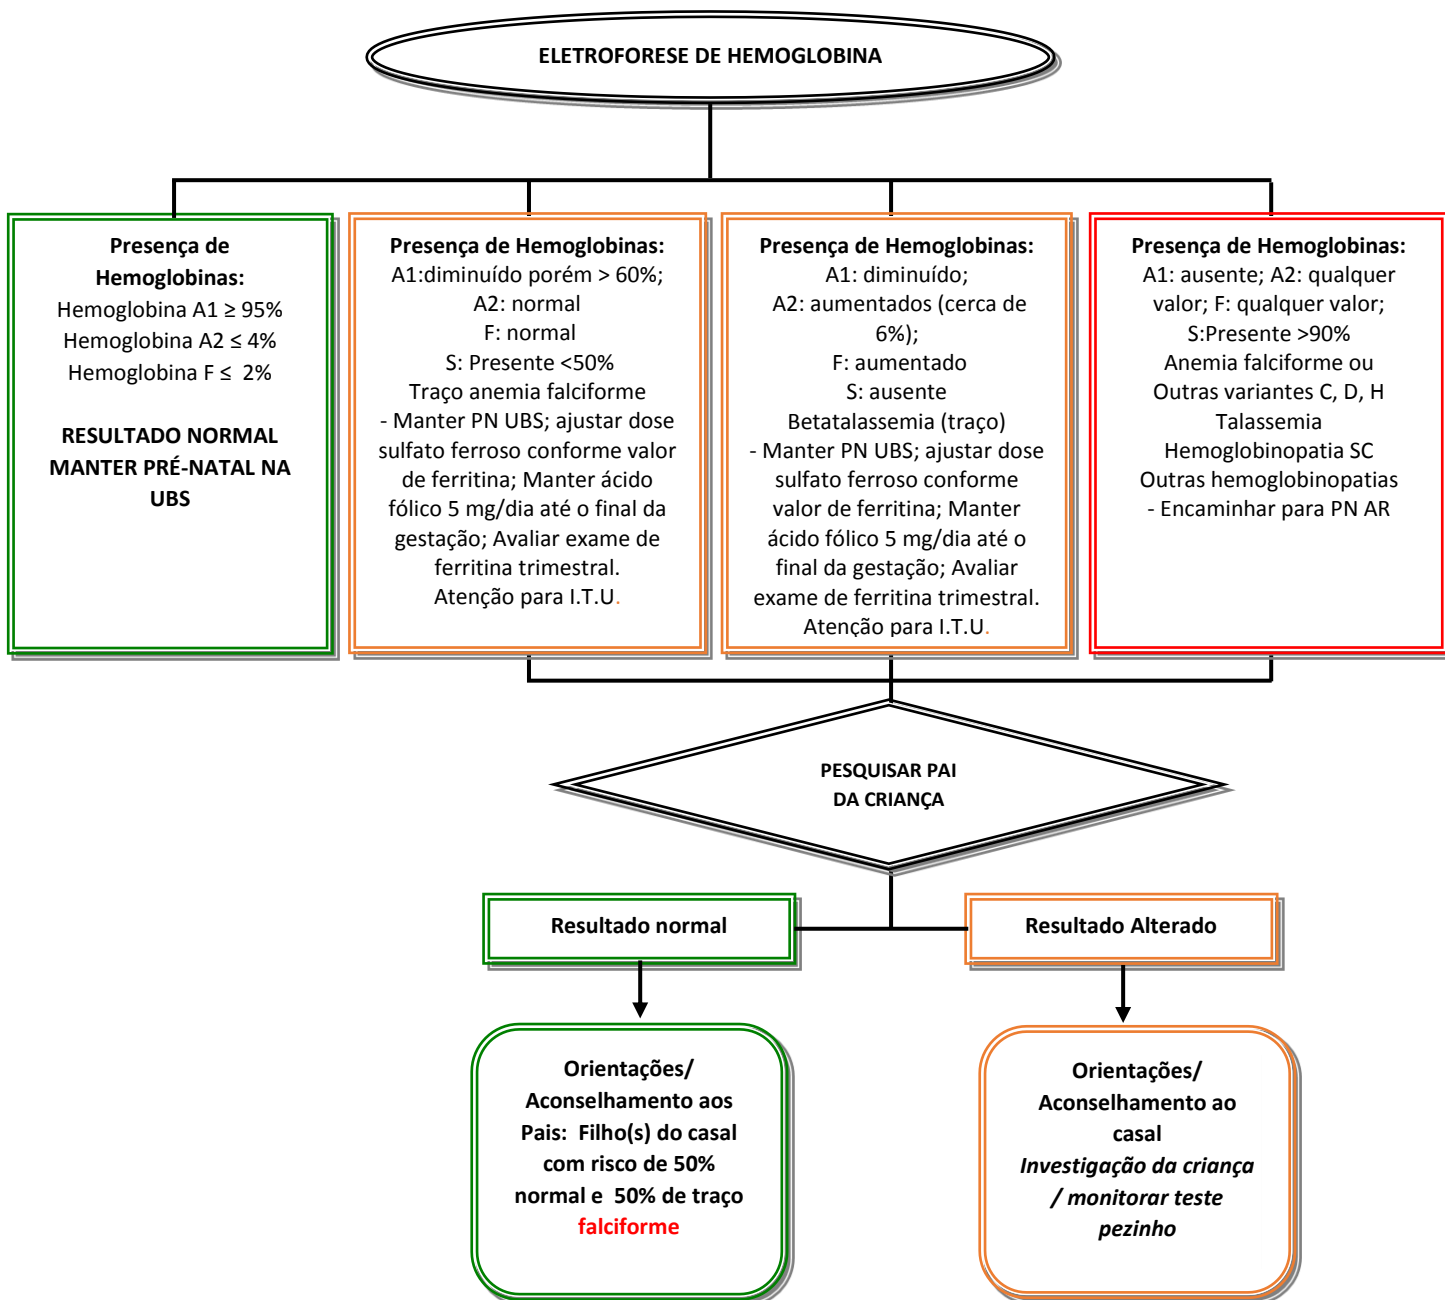 ELETROFORESE DE HEMOGLOBINA
Presença de
Hemoglobinas:
Hemoglobina A1 ≥ 95%
Hemoglobina A2 ≤ 4%
Hemoglobina F ≤ 2%
RESULTADO NORMAL
MANTER PRÉ-NATAL NA
UBS
Presença de Hemoglobinas:
A1:diminuído porém > 60%;
A2: normal
F: normal
S: Presente <50%
Traço anemia falciforme
- Manter PN UBS; ajustar dose
sulfato ferroso conforme valor
de ferritina; Manter ácido
fólico 5 mg/dia até o final da
gestação; Avaliar exame de
ferritina trimestral.
Atenção para I.T.U.
Presença de Hemoglobinas:
A1: diminuído;
A2: aumentados (cerca de
6%);
F: aumentado
S: ausente
Betatalassemia (traço)
- Manter PN UBS; ajustar dose
sulfato ferroso conforme
valor de ferritina; Manter
ácido fólico 5 mg/dia até o
final da gestação; Avaliar
exame de ferritina trimestral.
Atenção para I.T.U.
Presença de Hemoglobinas:
A1: ausente; A2: qualquer
valor; F: qualquer valor;
S:Presente >90%
Anemia falciforme ou
Outras variantes C, D, H
Talassemia
Hemoglobinopatia SC
Outras hemoglobinopatias
- Encaminhar para PN AR
PESQUISAR PAI
DA CRIANÇA
Resultado normal
Resultado Alterado
Orientações/
Aconselhamento aos
Pais: Filho(s) do casal
com risco de 50%
normal e 50% de traço
falciforme
Orientações/
Aconselhamento ao
casal
Investigação da criança
/ monitorar teste
pezinho